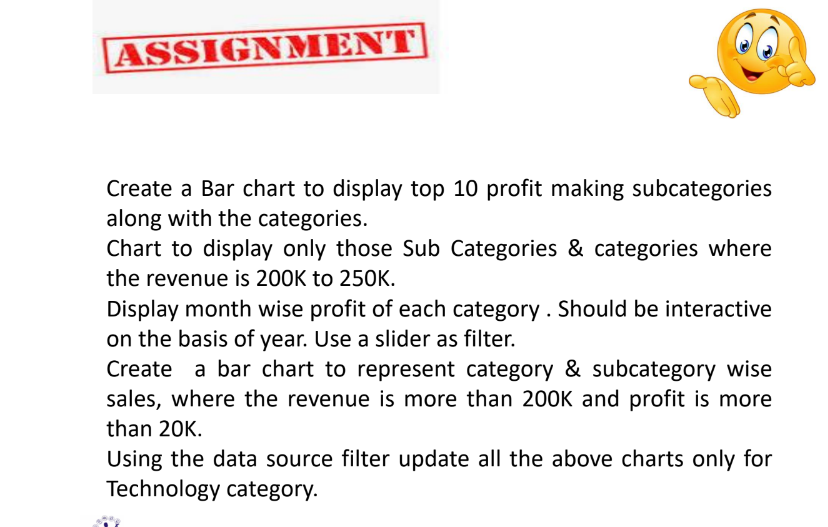 ASSIGNMENT
Create a Bar chart to display top 10 profit making subcategories
along with the categories.
Chart to display only those Sub Categories & categories where
the revenue is 200K to 250K.
Display month wise profit of each category . Should be interactive
on the basis of year. Use a slider as filter.
Create a bar chart to represent category & subcategory wise
sales, where the revenue is more than 200K and profit is more
than 20K.
Using the data source filter update all the above charts only for
Technology category.